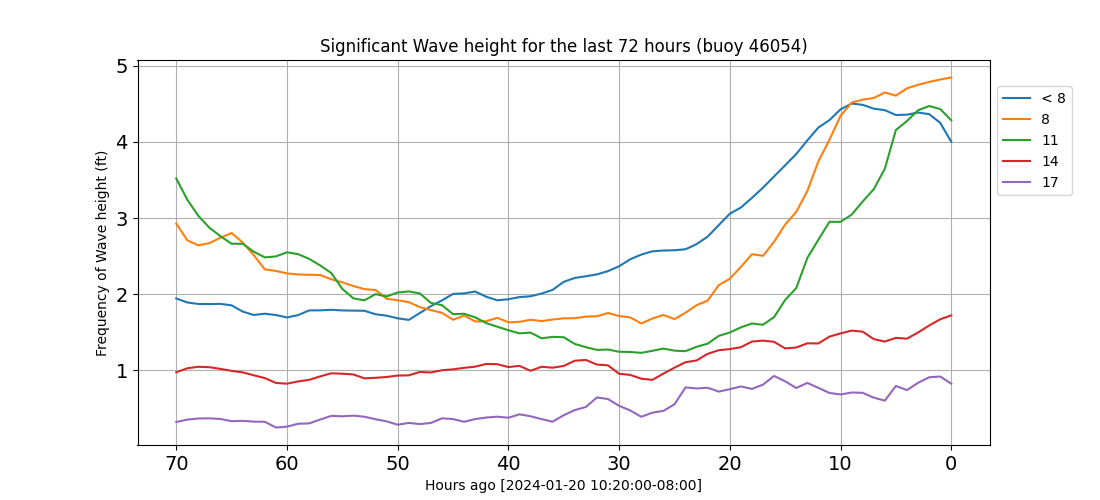 Significant Wave height for the last 72 hours (buoy 46054)
Frequency of Wave height (ft)
5
4
3
2
1
70 60 50 40 30 20 10 0
Hours ago [2024-01-20 10:20:00-08:00]
< 8
8
11
14
17